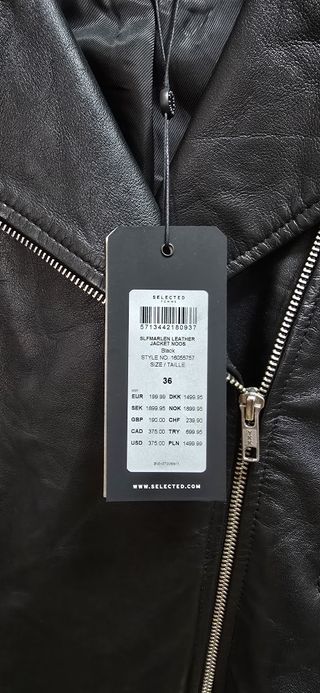 SELECTED
FEMME
5713442180937
SLFMARLEN LEATHER
JACKET NOOS
Black
STYLE NO. 16055757
SIZE / TAILLE
36
EUR 199.99 DKK 1499.95
SEK 1899.95 NOK 1899.95
GBP 190.00 CHF 239.90
CAD 375.00 TRY 699.95
USD 375.00 PLN 1499.99
WWW.SELECTED.COM